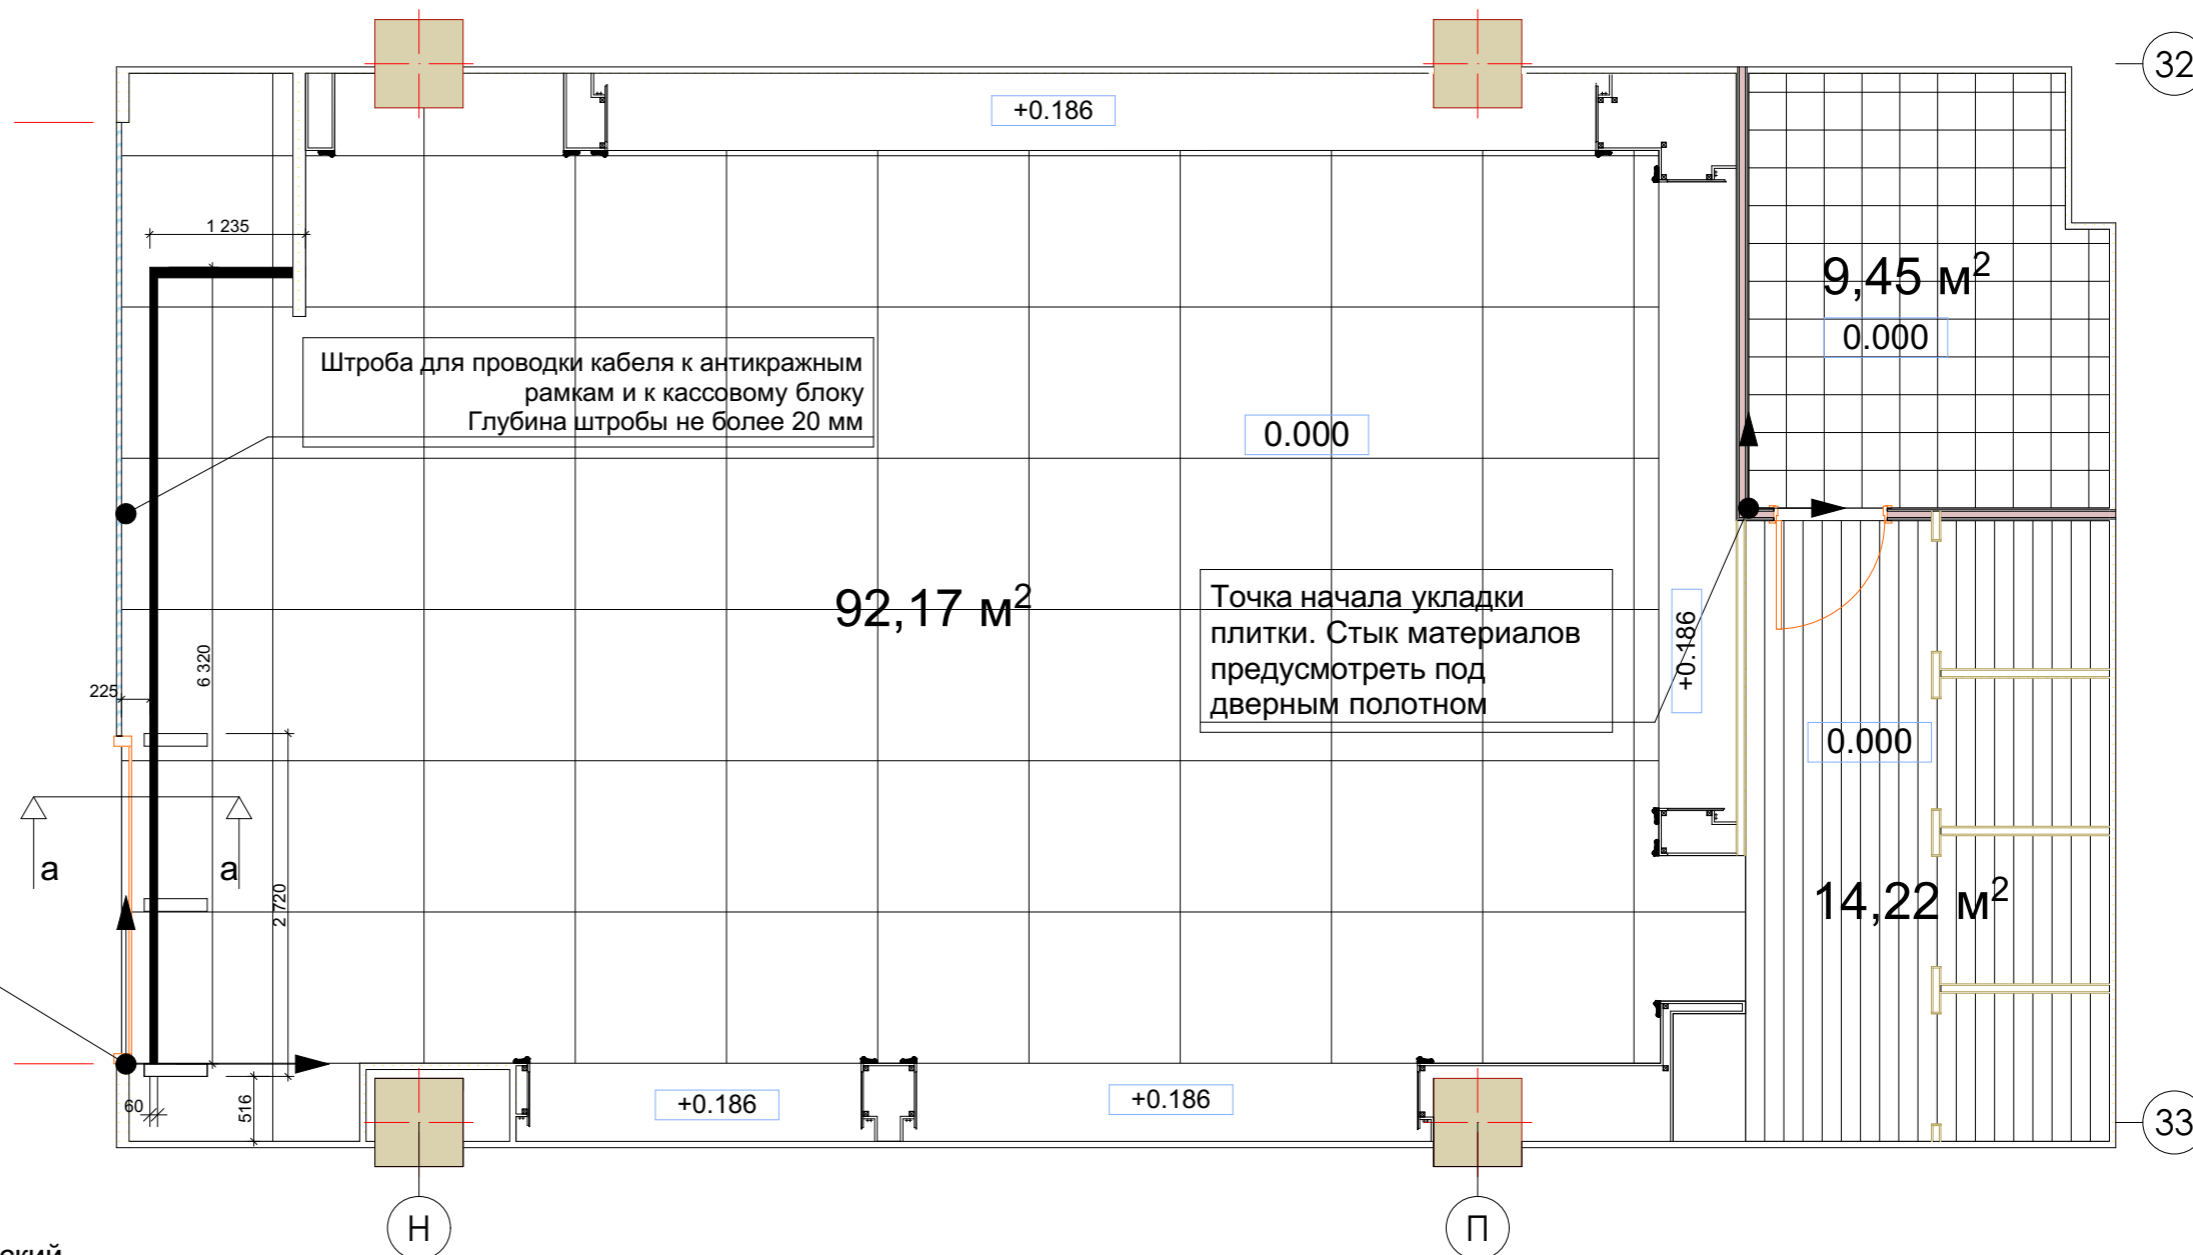 32
+0.186
1 235
9,45 м²
0.000
Штроба для проводки кабеля к антикражным
рамкам и к кассовому блоку
Глубина штробы не более 20 мм
0.000
92,17 м²
Точка начала укладки
плитки. Стык материалов
предусмотреть под
дверным полотном
+0.186
6 320
225
0.000
a
a
2 720
14,22 м²
60
516
+0.186
+0.186
33
Н
П